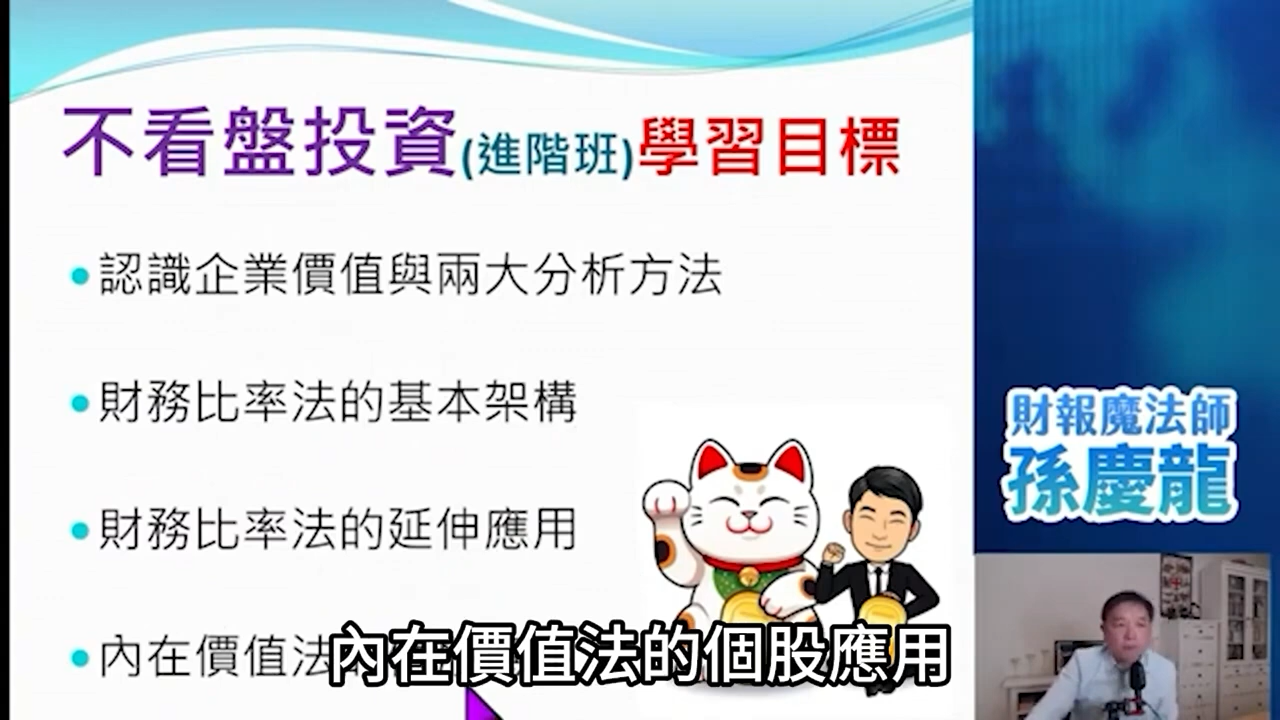 不看盤投資(進階班)學習目標
•認識企業價值與兩大分析方法
•財務比率法的基本架構
•財務比率法的延伸應用
•內在價值法
內在價值法的個股應用
財報魔法師
孫慶龍